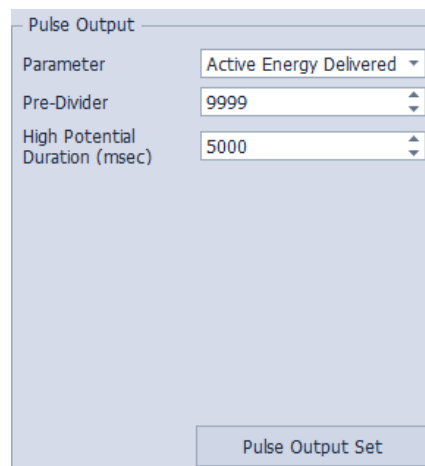 Pulse Output
Parameter
Active Energy Delivered
Pre-Divider
9999
High Potential
Duration (msec)
5000
Pulse Output Set